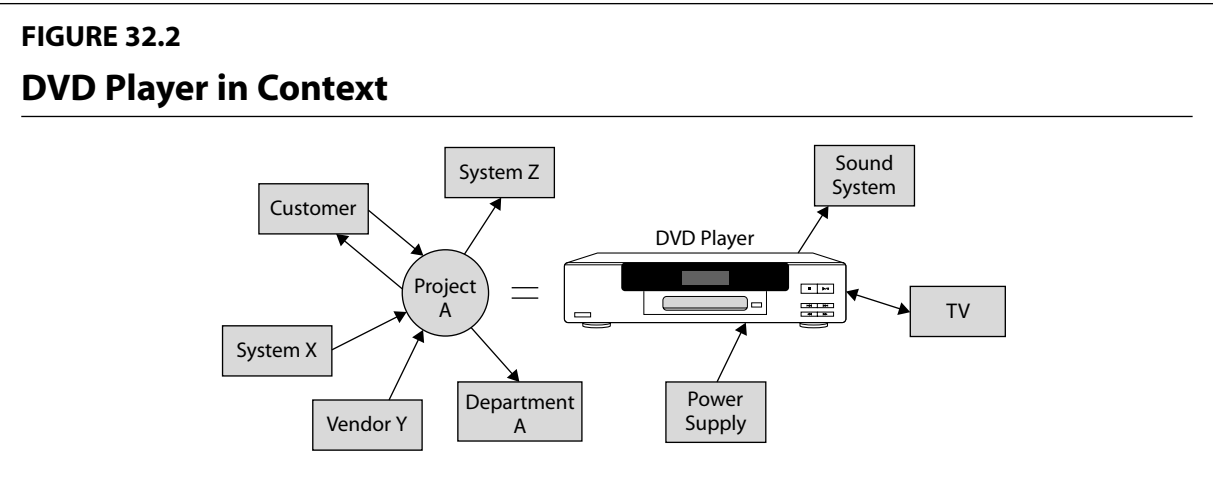 FIGURE 32.2
DVD Player in Context
System Z
Customer
Project
A
System X
Vendor Y
Department
A
=
DVD Player
Sound
System
TV
Power
Supply